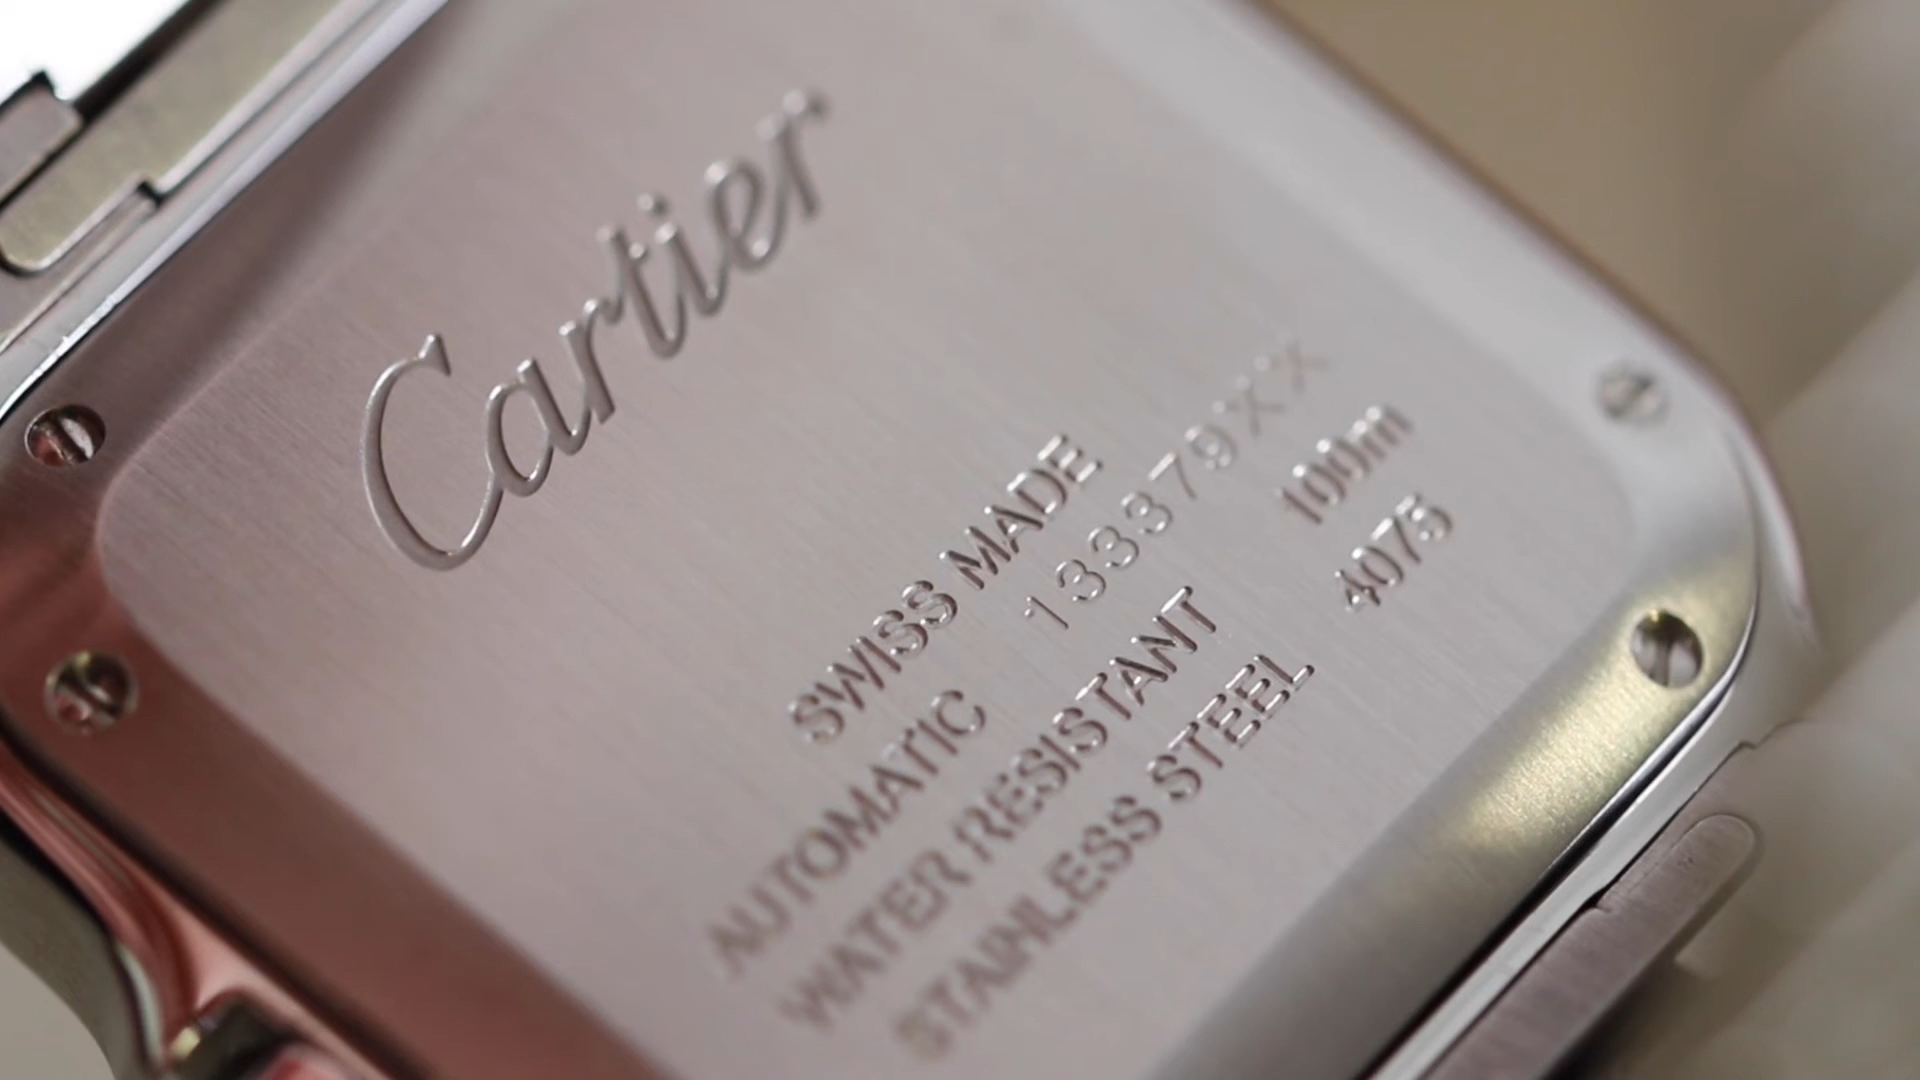 Cartier
SWISS MADE
AUTOMATIC 133379XX
WATER RESISTANT 100m
STAINLESS STEEL 4075